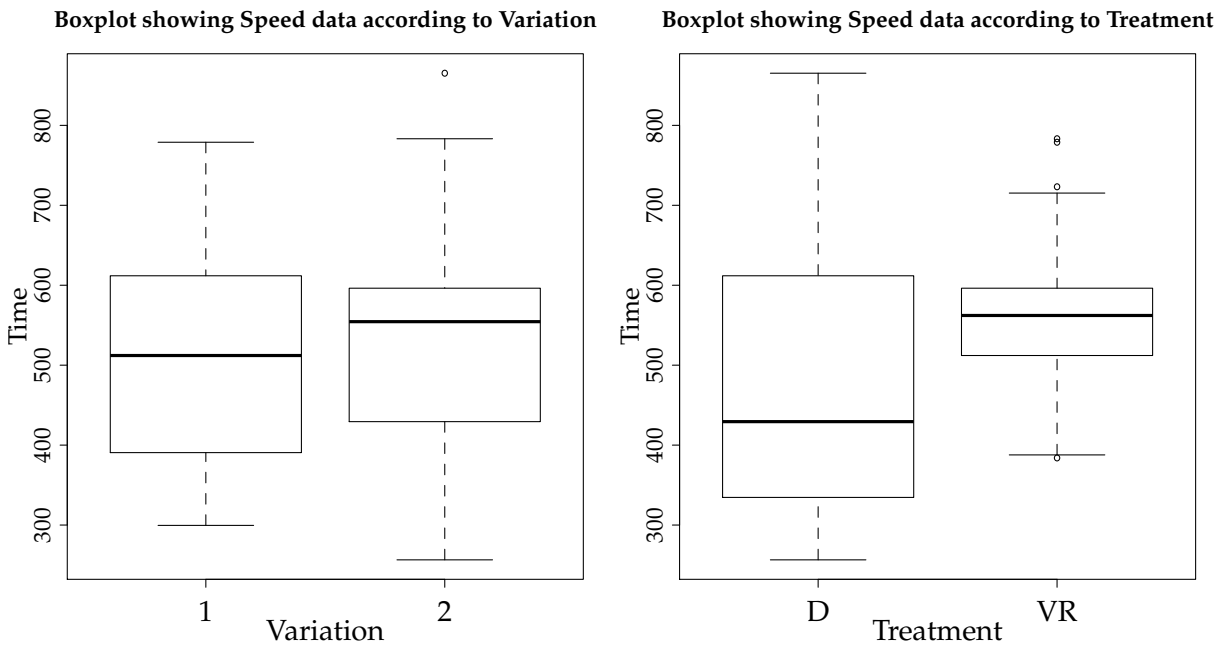 Boxplot showing Speed data according to Variation
Time
300
400
500
600
700
800
1
2
Variation
Boxplot showing Speed data according to Treatment
Time
300
400
500
600
700
800
D
VR
Treatment